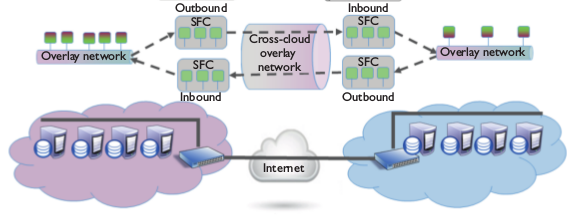 Outbound
SFC
Inbound
SFC
Cross-cloud
overlay
network
Overlay network
Overlay network
SFC
Inbound
SFC
Outbound
Internet